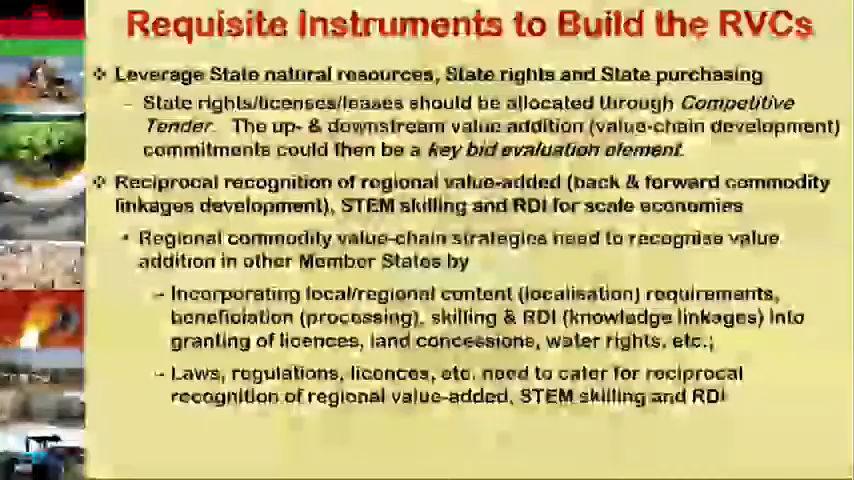 Requisite Instruments to Build the RVCs
❖ Leverage State natural resources, State rights and State purchasing
– State rights/licenses/leases should be allocated through Competitive
Tender. The up- & downstream value addition (value-chain development)
commitments could then be a key bid evaluation element.
❖ Reciprocal recognition of regional value-added (back & forward commodity
linkages development), STEM skilling and RDI for scale economies
• Regional commodity value-chain strategies need to recognise value
addition in other Member States by
– Incorporating local/regional content (localisation) requirements,
beneficiation (processing), skilling & RDI (knowledge linkages) into
granting of licences, land concessions, water rights, etc.;
– Laws, regulations, licences, etc. need to cater for reciprocal
recognition of regional value-added, STEM skilling and RDI